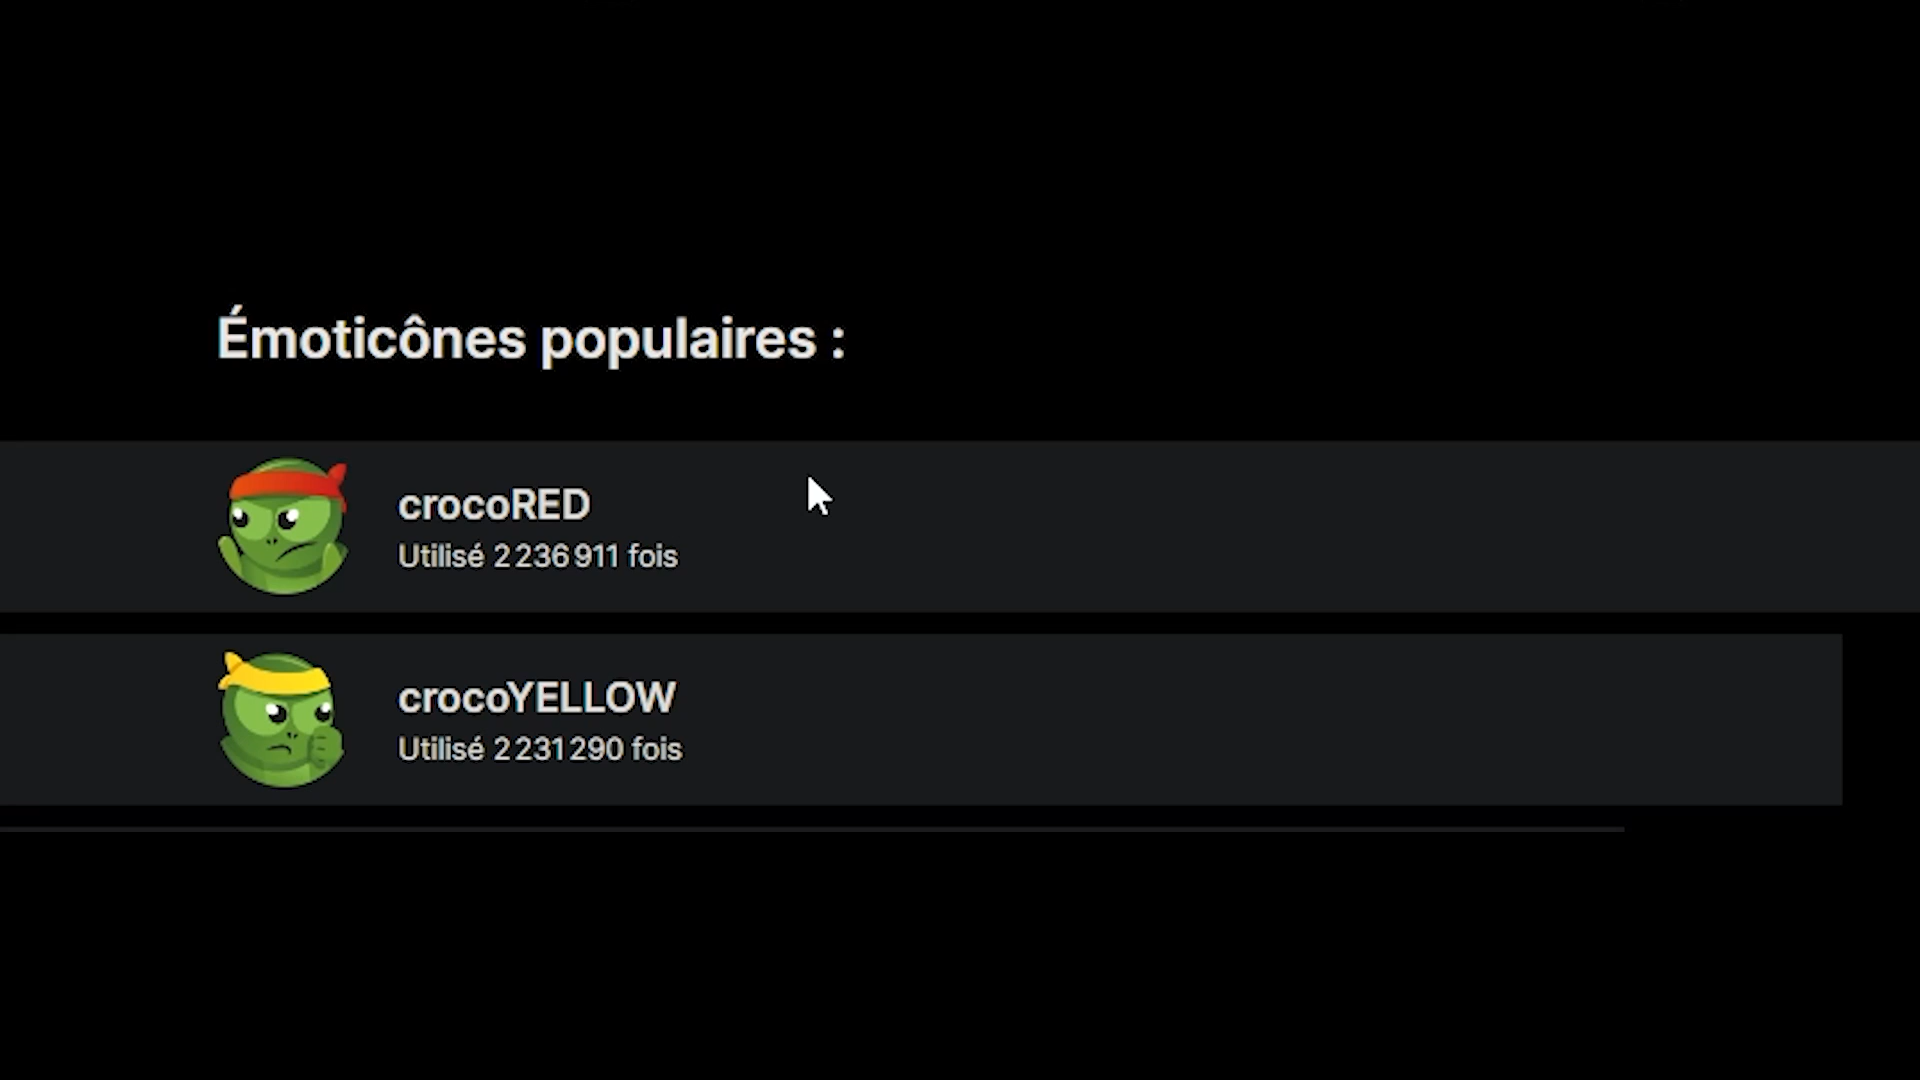 Émoticônes populaires :
crocoRED
Utilisé 2 236 911 fois
crocoYELLOW
Utilisé 2 231 290 fois